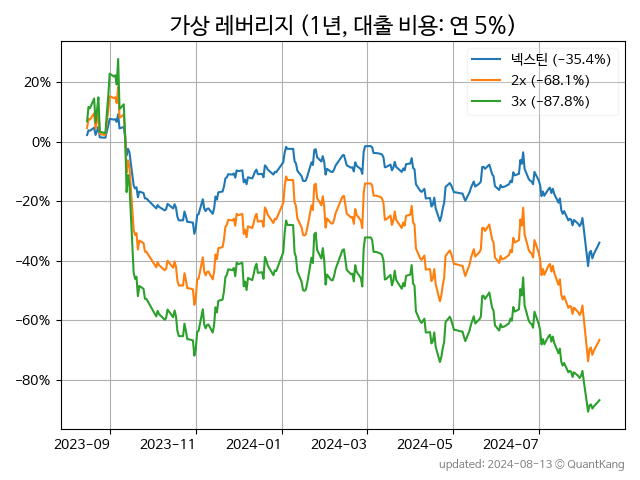 가상 레버리지 (1년, 대출 비용: 연 5%)
넥스틴 (−35.4%)
2x (−68.1%)
3x (−87.8%)
20%
0%
−20%
−40%
−60%
−80%
2023-09 2023-11 2024-01 2024-03 2024-05 2024-07
updated: 2024-08-13 © QuantKang